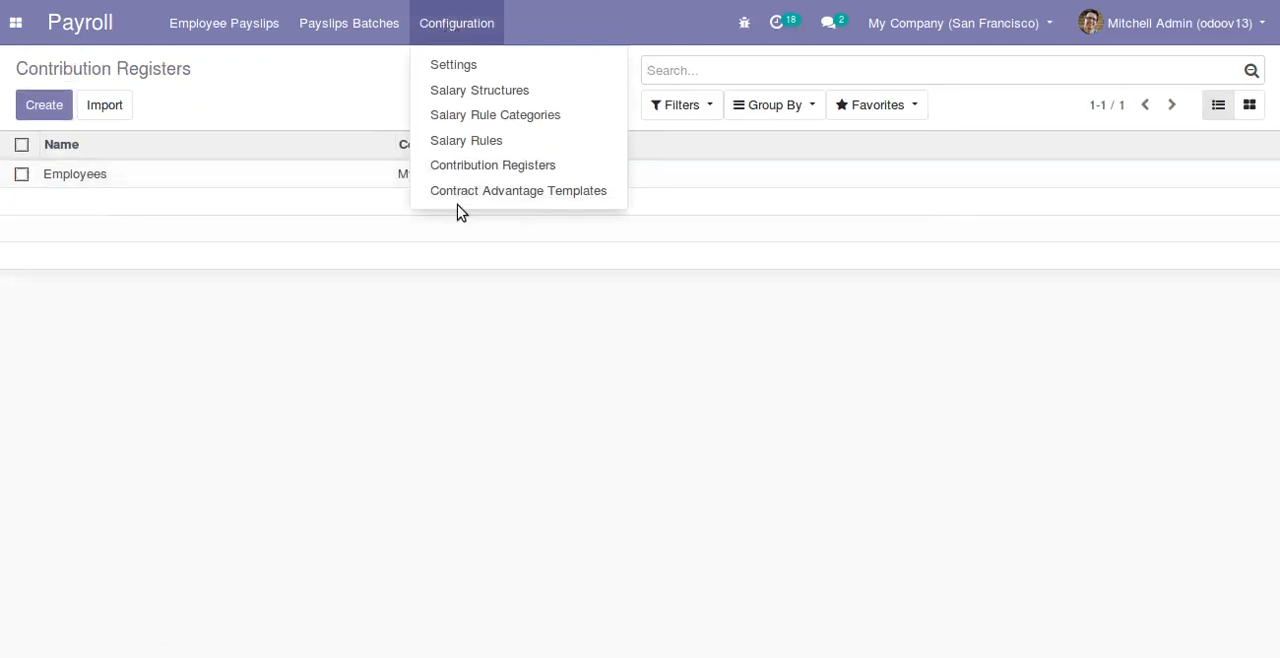 Payroll Employee Payslips Payslips Batches Configuration 18 2 My Company (San Francisco) Mitchell Admin (odoov13)
Contribution Registers
Search...
Create Import
Filters Group By Favorites 1-1 / 1
Settings
Salary Structures
Salary Rule Categories
Salary Rules
Contribution Registers
Contract Advantage Templates
Name
Employees